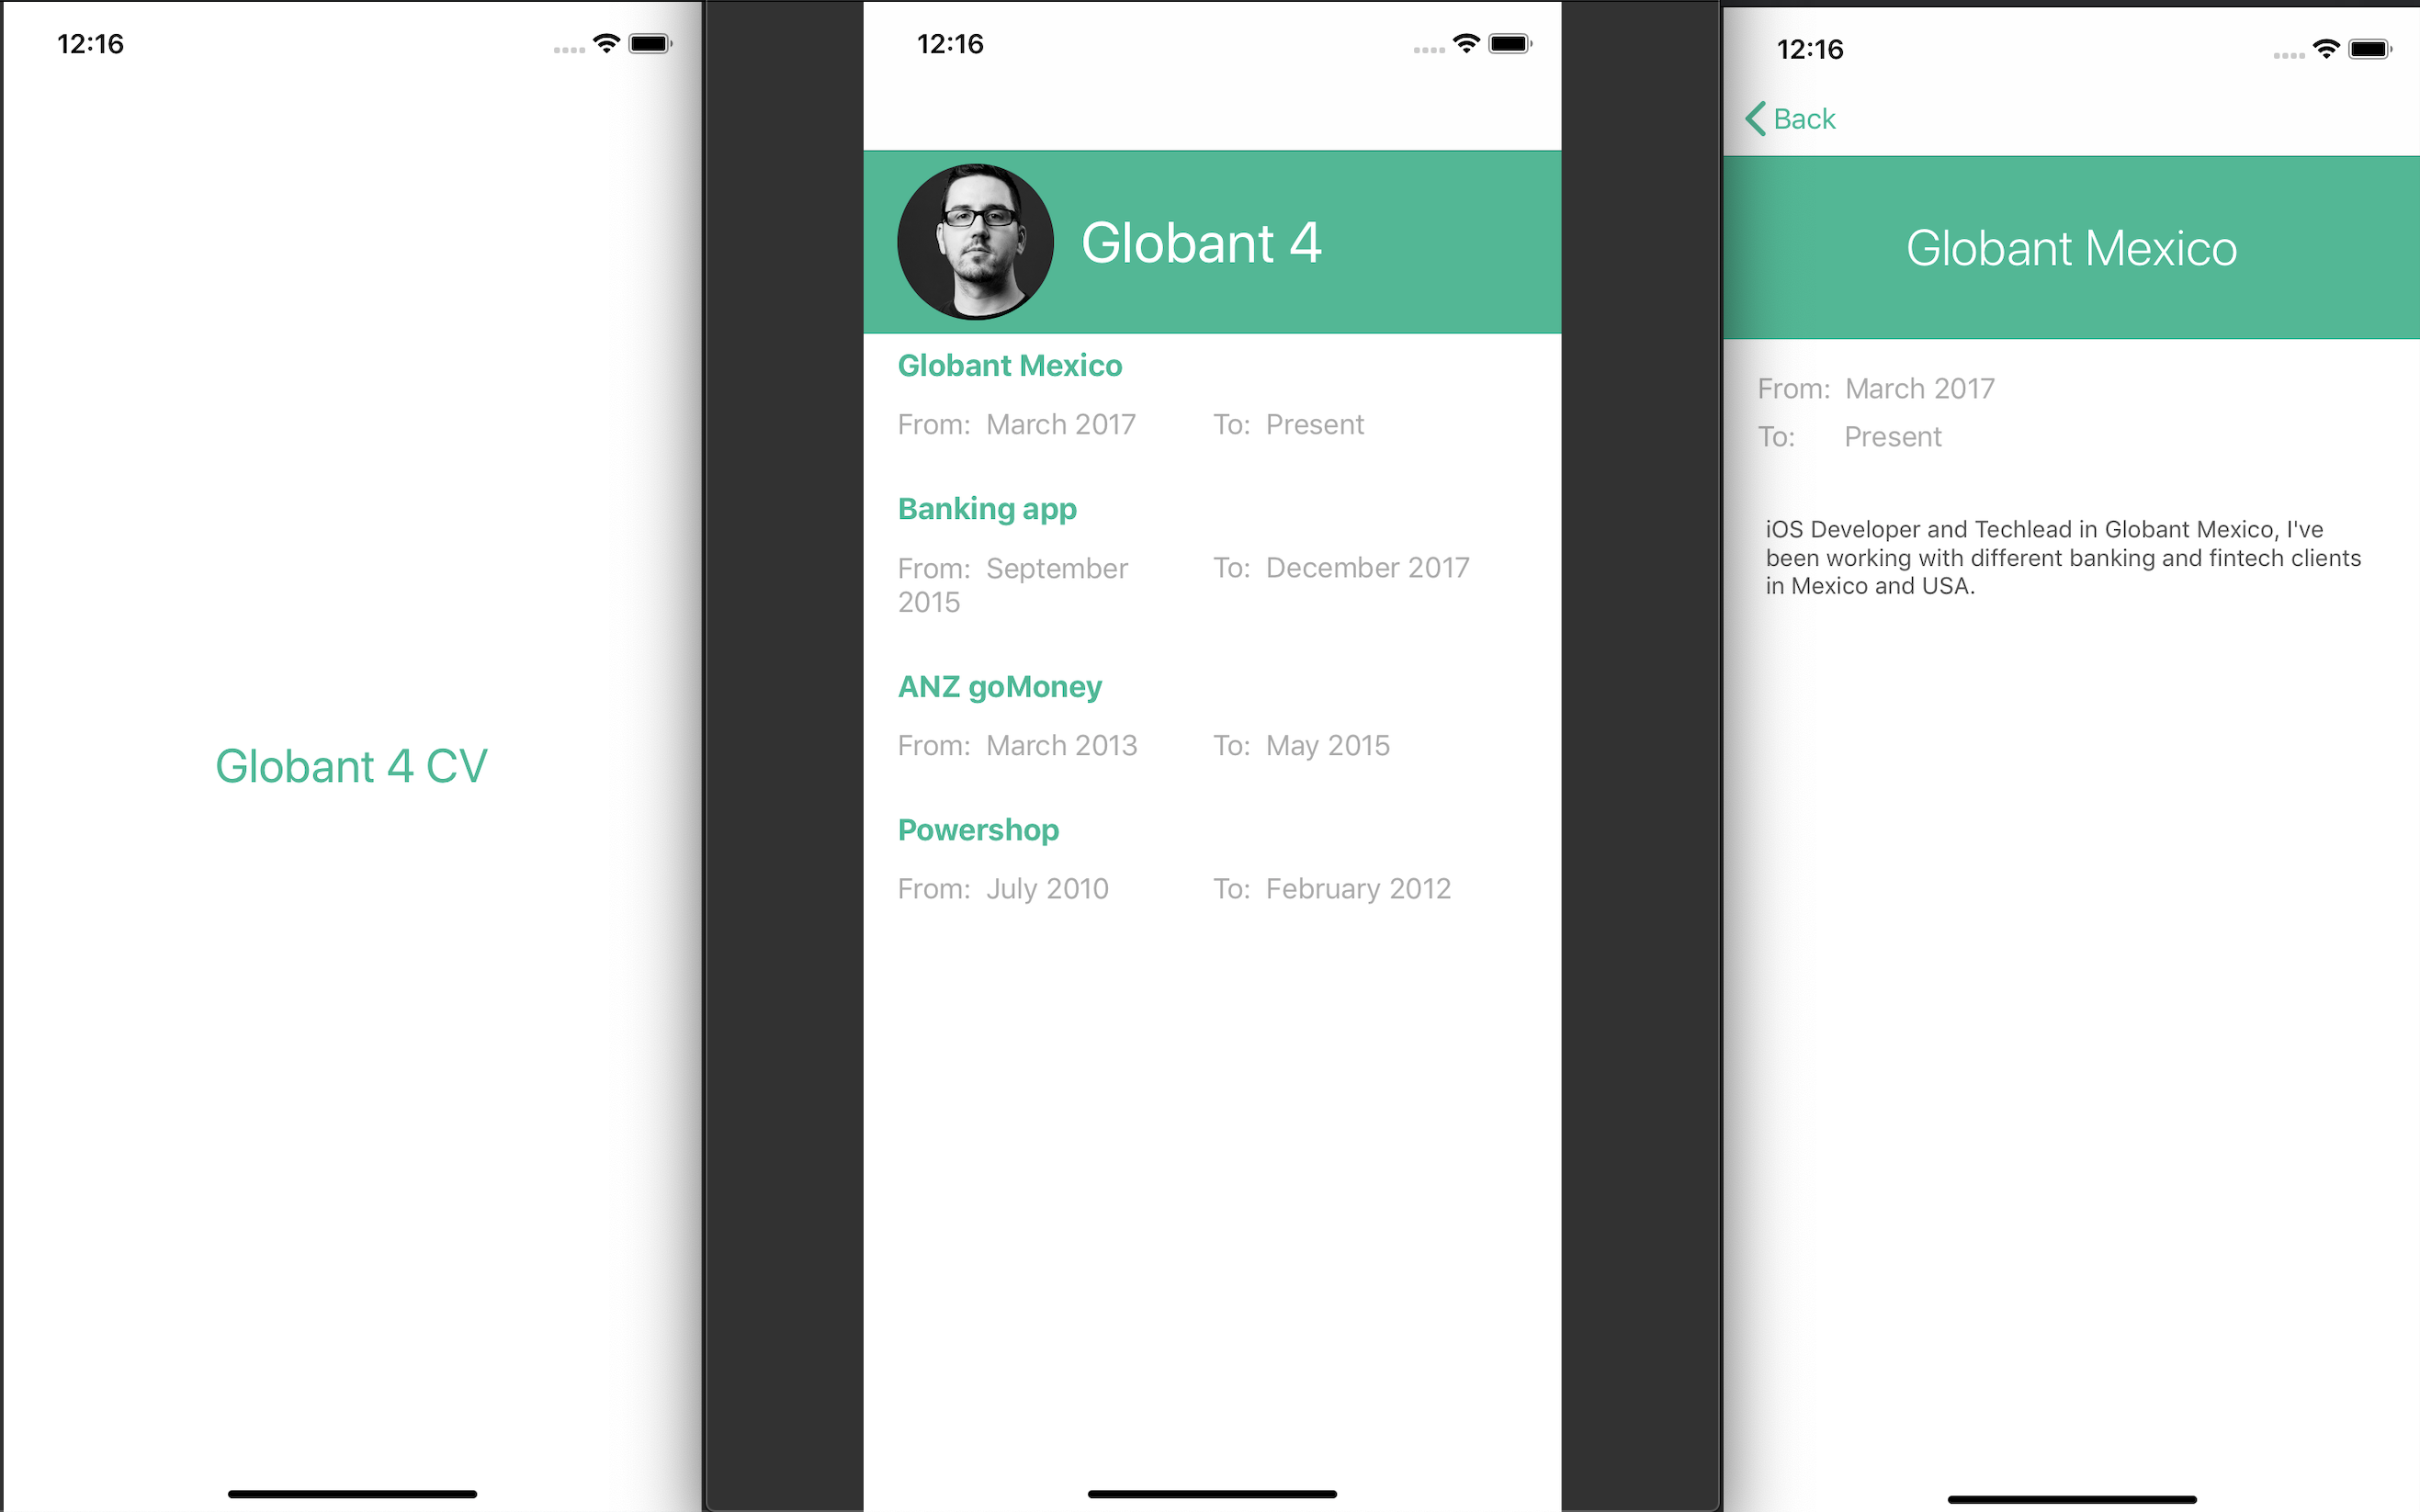 12:16
Globant 4 CV
12:16
Globant 4
Globant Mexico
From: March 2017 To: Present
Banking app
From: September To: December 2017
2015
ANZ goMoney
From: March 2013 To: May 2015
Powershop
From: July 2010 To: February 2012
12:16
Back
Globant Mexico
From: March 2017
To: Present
iOS Developer and Techlead in Globant Mexico, I've
been working with different banking and fintech clients
in Mexico and USA.